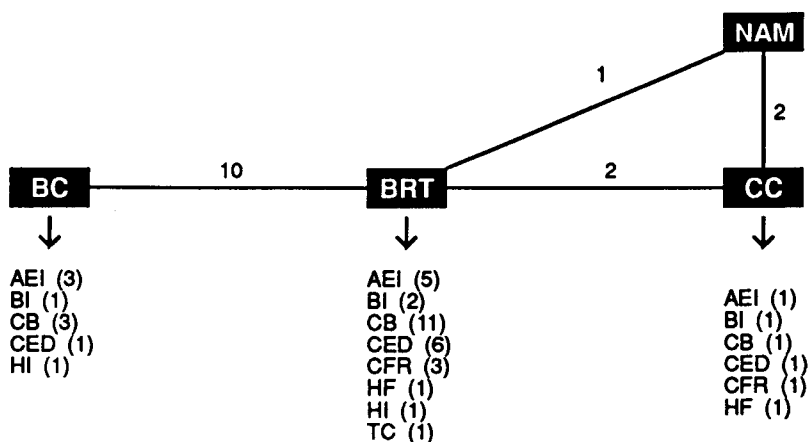 NAM
1
2
BC
10
BRT
2
CC
AEI (3)
BI (1)
CB (3)
CED (1)
HI (1)
AEI (5)
BI (2)
CB (11)
CED (6)
CFR (3)
HF (1)
HI (1)
TC (1)
AEI (1)
BI (1)
CB (1)
CED (1)
CFR (1)
HF (1)